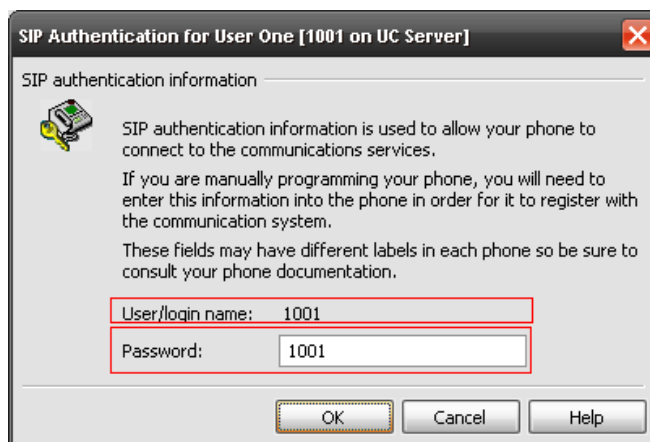 SIP Authentication for User One [1001 on UC Server]
SIP authentication information
SIP authentication information is used to allow your phone to
connect to the communications services.
If you are manually programming your phone, you will need to
enter this information into the phone in order for it to register with
the communication system.
These fields may have different labels in each phone so be sure to
consult your phone documentation.
User/login name: 1001
Password: 1001
OK Cancel Help